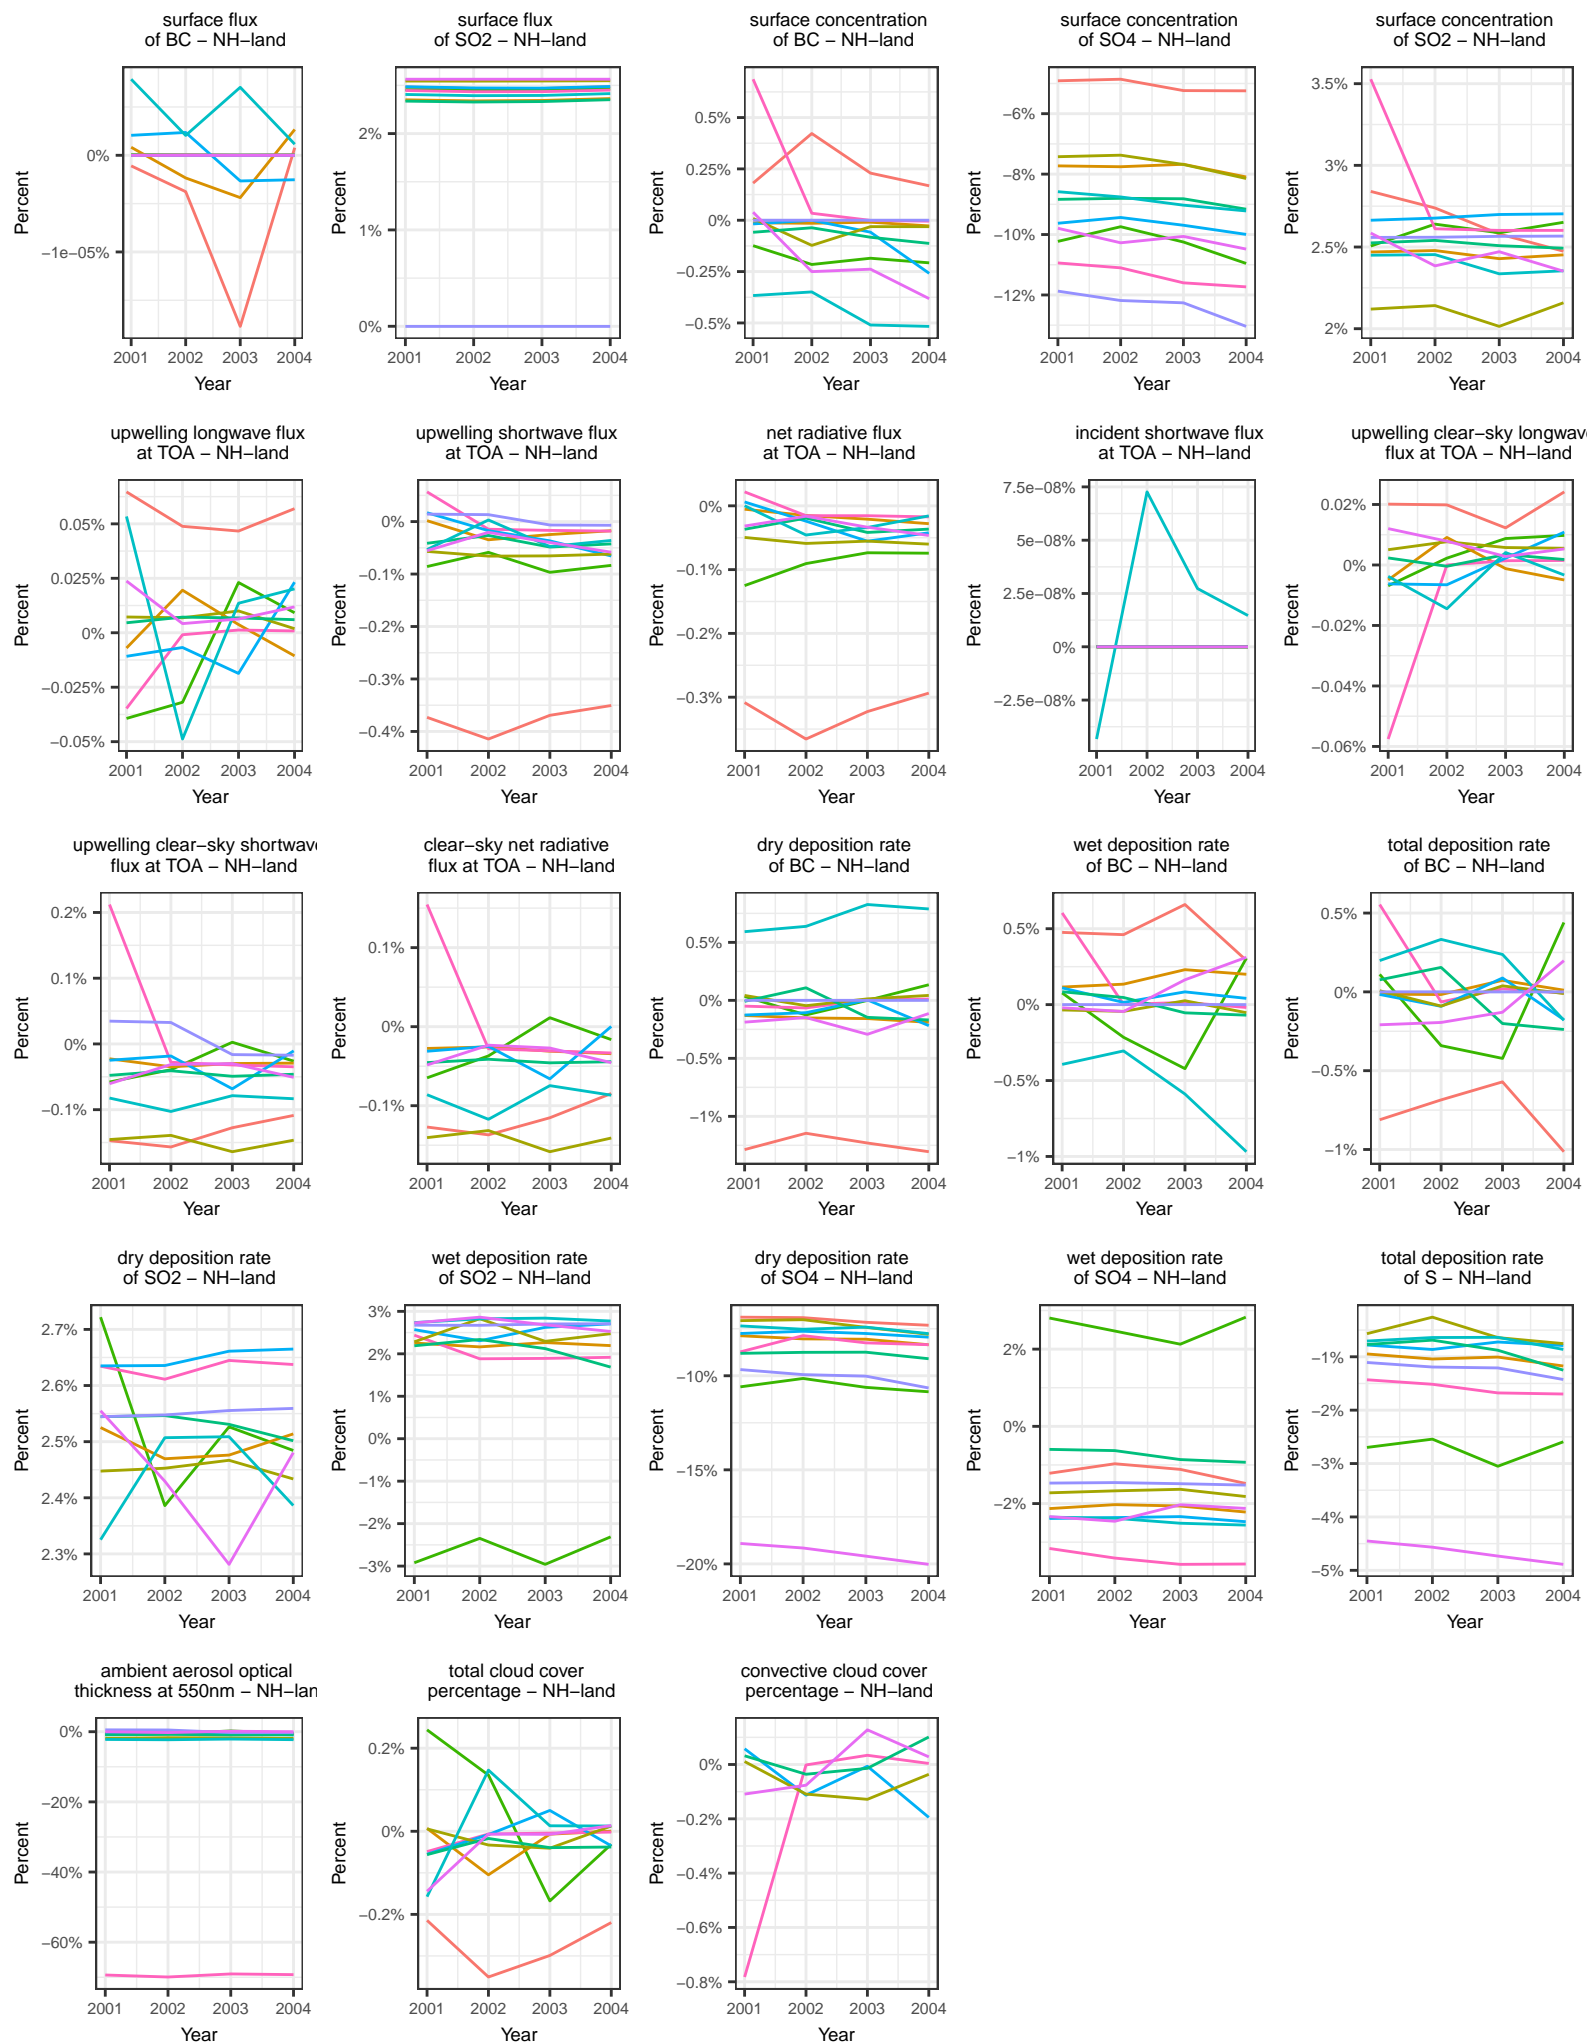 surface flux
of BC − NH−land
0%
−1e−05%
2001 2002 2003 2004
Year
Percent
surface flux
of SO2 − NH−land
2%
1%
0%
2001 2002 2003 2004
Year
Percent
surface concentration
of BC − NH−land
0.5%
0.25%
0%
−0.25%
−0.5%
2001 2002 2003 2004
Year
Percent
surface concentration
of SO4 − NH−land
−6%
−8%
−10%
−12%
2001 2002 2003 2004
Year
Percent
surface concentration
of SO2 − NH−land
3.5%
3%
2.5%
2%
2001 2002 2003 2004
Year
Percent
upwelling longwave flux
at TOA − NH−land
0.05%
0.025%
0%
−0.025%
−0.05%
2001 2002 2003 2004
Year
Percent
upwelling shortwave flux
at TOA − NH−land
0%
−0.1%
−0.2%
−0.3%
−0.4%
2001 2002 2003 2004
Year
Percent
net radiative flux
at TOA − NH−land
0%
−0.1%
−0.2%
−0.3%
2001 2002 2003 2004
Year
Percent
incident shortwave flux
at TOA − NH−land
7.5e−08%
5e−08%
2.5e−08%
0%
−2.5e−08%
2001 2002 2003 2004
Year
Percent
upwelling clear−sky longwav
flux at TOA − NH−land
0.02%
0%
−0.02%
−0.04%
−0.06%
2001 2002 2003 2004
Year
Percent
upwelling clear−sky shortwav
flux at TOA − NH−land
0.2%
0.1%
0%
−0.1%
2001 2002 2003 2004
Year
Percent
clear−sky net radiative
flux at TOA − NH−land
0.1%
0%
−0.1%
2001 2002 2003 2004
Year
Percent
dry deposition rate
of BC − NH−land
0.5%
0%
−0.5%
−1%
2001 2002 2003 2004
Year
Percent
wet deposition rate
of BC − NH−land
0.5%
0%
−0.5%
−1%
2001 2002 2003 2004
Year
Percent
total deposition rate
of BC − NH−land
0.5%
0%
−0.5%
−1%
2001 2002 2003 2004
Year
Percent
dry deposition rate
of SO2 − NH−land
2.7%
2.6%
2.5%
2.4%
2.3%
2001 2002 2003 2004
Year
Percent
wet deposition rate
of SO2 − NH−land
3%
2%
1%
0%
−1%
−2%
−3%
2001 2002 2003 2004
Year
Percent
dry deposition rate
of SO4 − NH−land
−10%
−15%
−20%
2001 2002 2003 2004
Year
Percent
wet deposition rate
of SO4 − NH−land
2%
0%
−2%
2001 2002 2003 2004
Year
Percent
total deposition rate
of S − NH−land
−1%
−2%
−3%
−4%
−5%
2001 2002 2003 2004
Year
Percent
ambient aerosol optical
thickness at 550nm − NH−lan
0%
−20%
−40%
−60%
2001 2002 2003 2004
Year
Percent
total cloud cover
percentage − NH−land
0.2%
0%
−0.2%
2001 2002 2003 2004
Year
Percent
convective cloud cover
percentage − NH−land
0%
−0.2%
−0.4%
−0.6%
−0.8%
2001 2002 2003 2004
Year
Percent